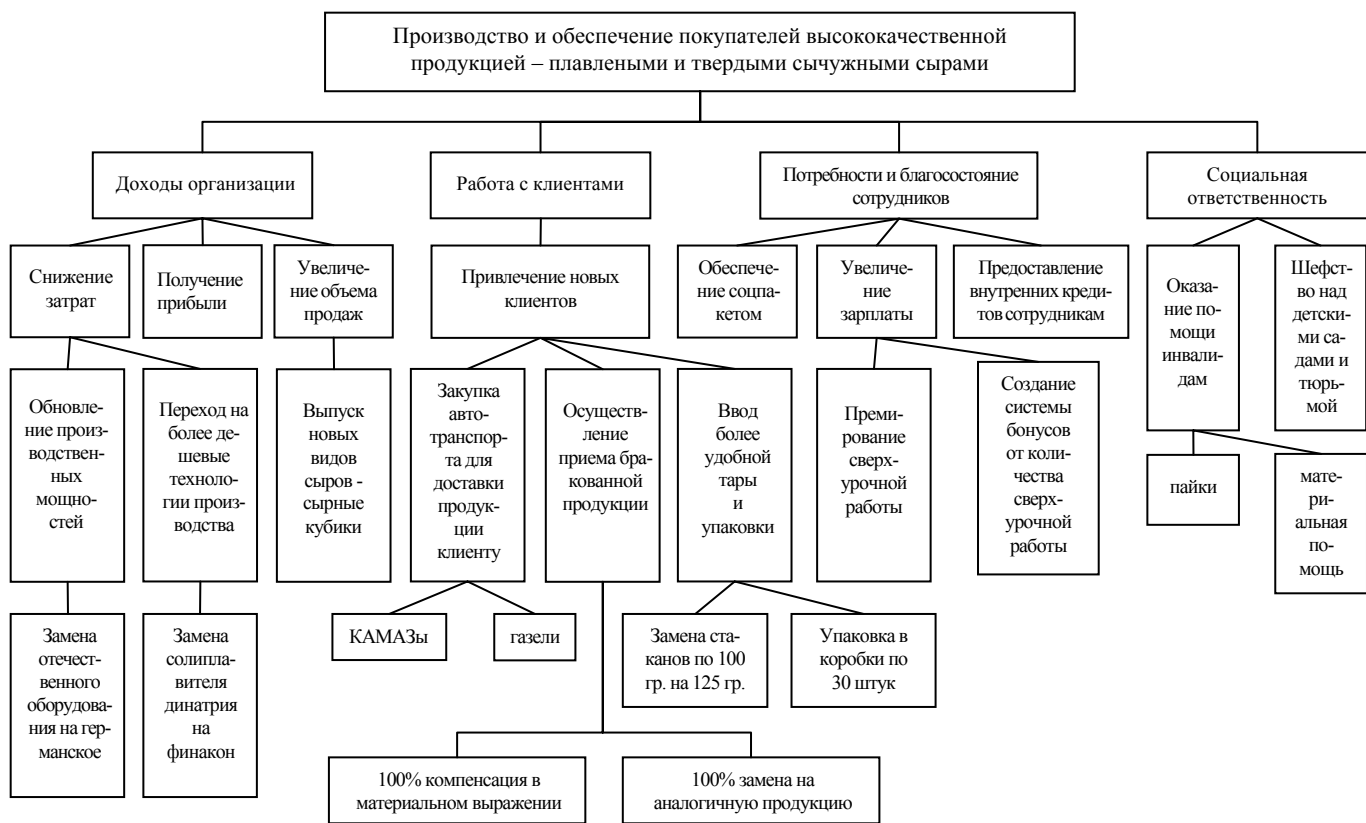 Производство и обеспечение покупателей высококачественной
продукцией – плавлеными и твердыми сычужными сырами
Доходы организации
Работа с клиентами
Потребности и благосостояние
сотрудников
Социальная
ответственность
Снижение
затрат
Получение
прибыли
Увеличе-
ние объема
продаж
Привлечение новых
клиентов
Обеспече-
ние соцпа-
кетом
Увеличе-
ние
зарплаты
Предоставление
внутренних креди-
тов сотрудникам
Оказа-
ние по-
мощи
инвали-
дам
Шефст-
во над
детски-
ми са-
дами и
тюрь-
мой
Обнов-
ление произ-
водствен-
ных
мощно-
стей
Переход на
более де-
шевые
техноло-
гии произ-
водства
Выпуск
новых
видов
сыров -
сырные
кубики
Закупка
авто-
транспор-
та для
доставки
продук-
ции
клиенту
Осуществ-
ление
приема бра-
кованной
продукции
Ввод
более
удобной
тары
и
упаковки
Преми-
рование
сверх-
урочной
работы
Создание
системы
бонусов
от коли-
чества
сверх-
урочной
работы
пайки
мате-
риальная
по-
мощь
Замена
отечест-
венного
оборудова-
ния на гер-
манское
Замена
солипла-
вителя
динатрия
на
финакон
КАМАЗы
газели
Замена ста-
канов по 100
гр. на 125 гр.
Упаковка в
коробки по
30 штук
100% компенсация в
материальном выражении
100% замена на
аналогичную продукцию